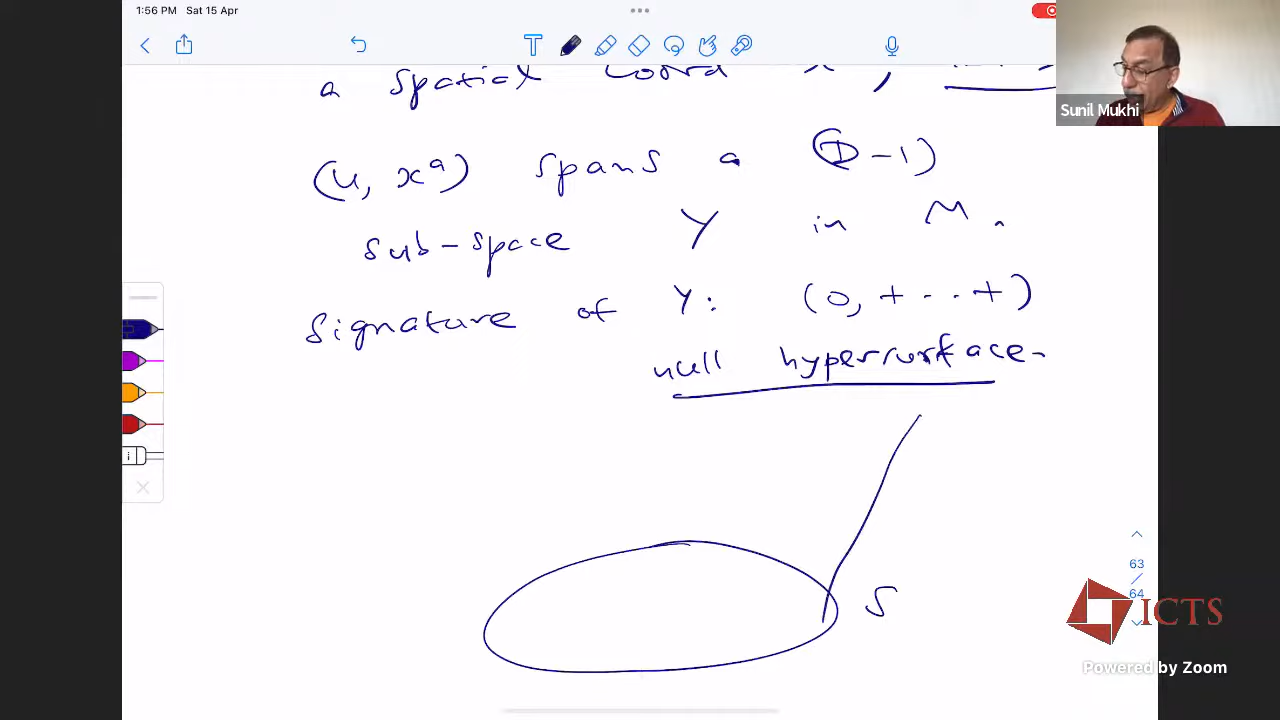 1:56 PM Sat 15 Apr
Sunil Mukhi
a spatial coord
(u, xᵃ) spans a (D-1)
sub-space Y in M.
signature of Y: (0, + .. +)
null hypersurface.
S
63
/
64
ICTS
Powered by Zoom